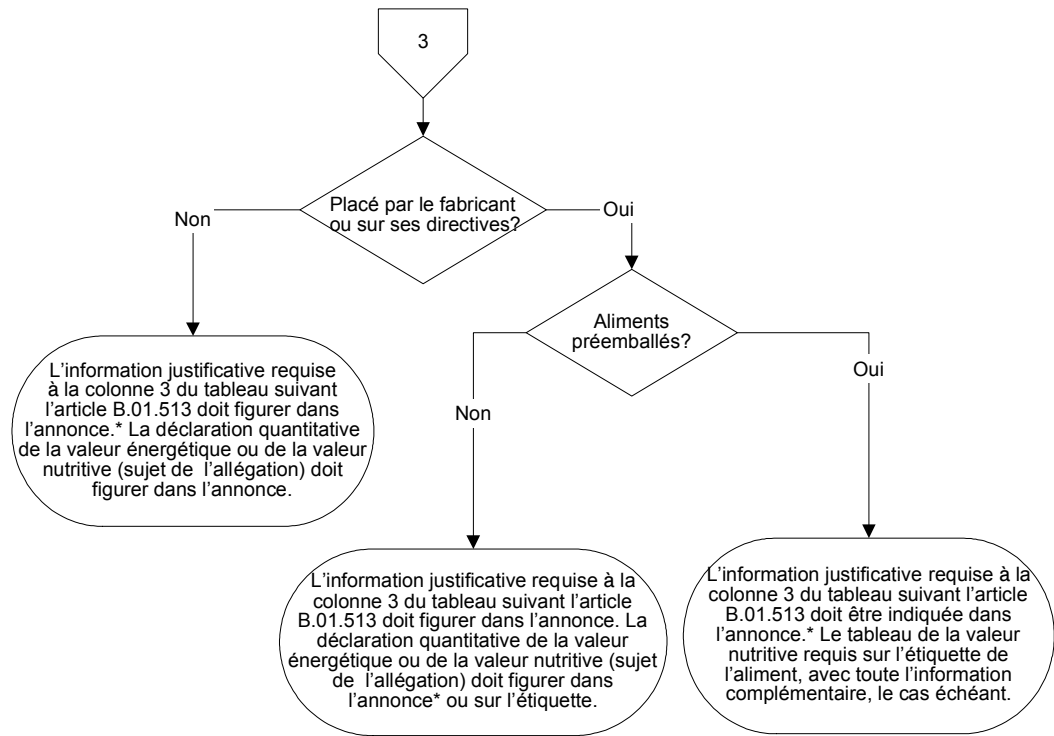 3
Placé par le fabricant
ou sur ses directives?
Non
Oui
Aliments
préemballés?
Non
Oui
L'information justificative requise
à la colonne 3 du tableau suivant
l'article B.01.513 doit figurer dans
l'annonce.* La déclaration quantitative
de la valeur énergétique ou de la valeur
nutritive (sujet de l'allégation) doit
figurer dans l'annonce.
L'information justificative requise à la
colonne 3 du tableau suivant l'article
B.01.513 doit figurer dans l'annonce. La
déclaration quantitative de la valeur
énergétique ou de la valeur nutritive (sujet
de l'allégation) doit figurer dans
l'annonce* ou sur l'étiquette.
L'information justificative requise à la
colonne 3 du tableau suivant l'article
B.01.513 doit être indiquée dans
l'annonce.* Le tableau de la valeur
nutritive requis sur l'étiquette de
l'aliment, avec toute l'information
complémentaire, le cas échéant.